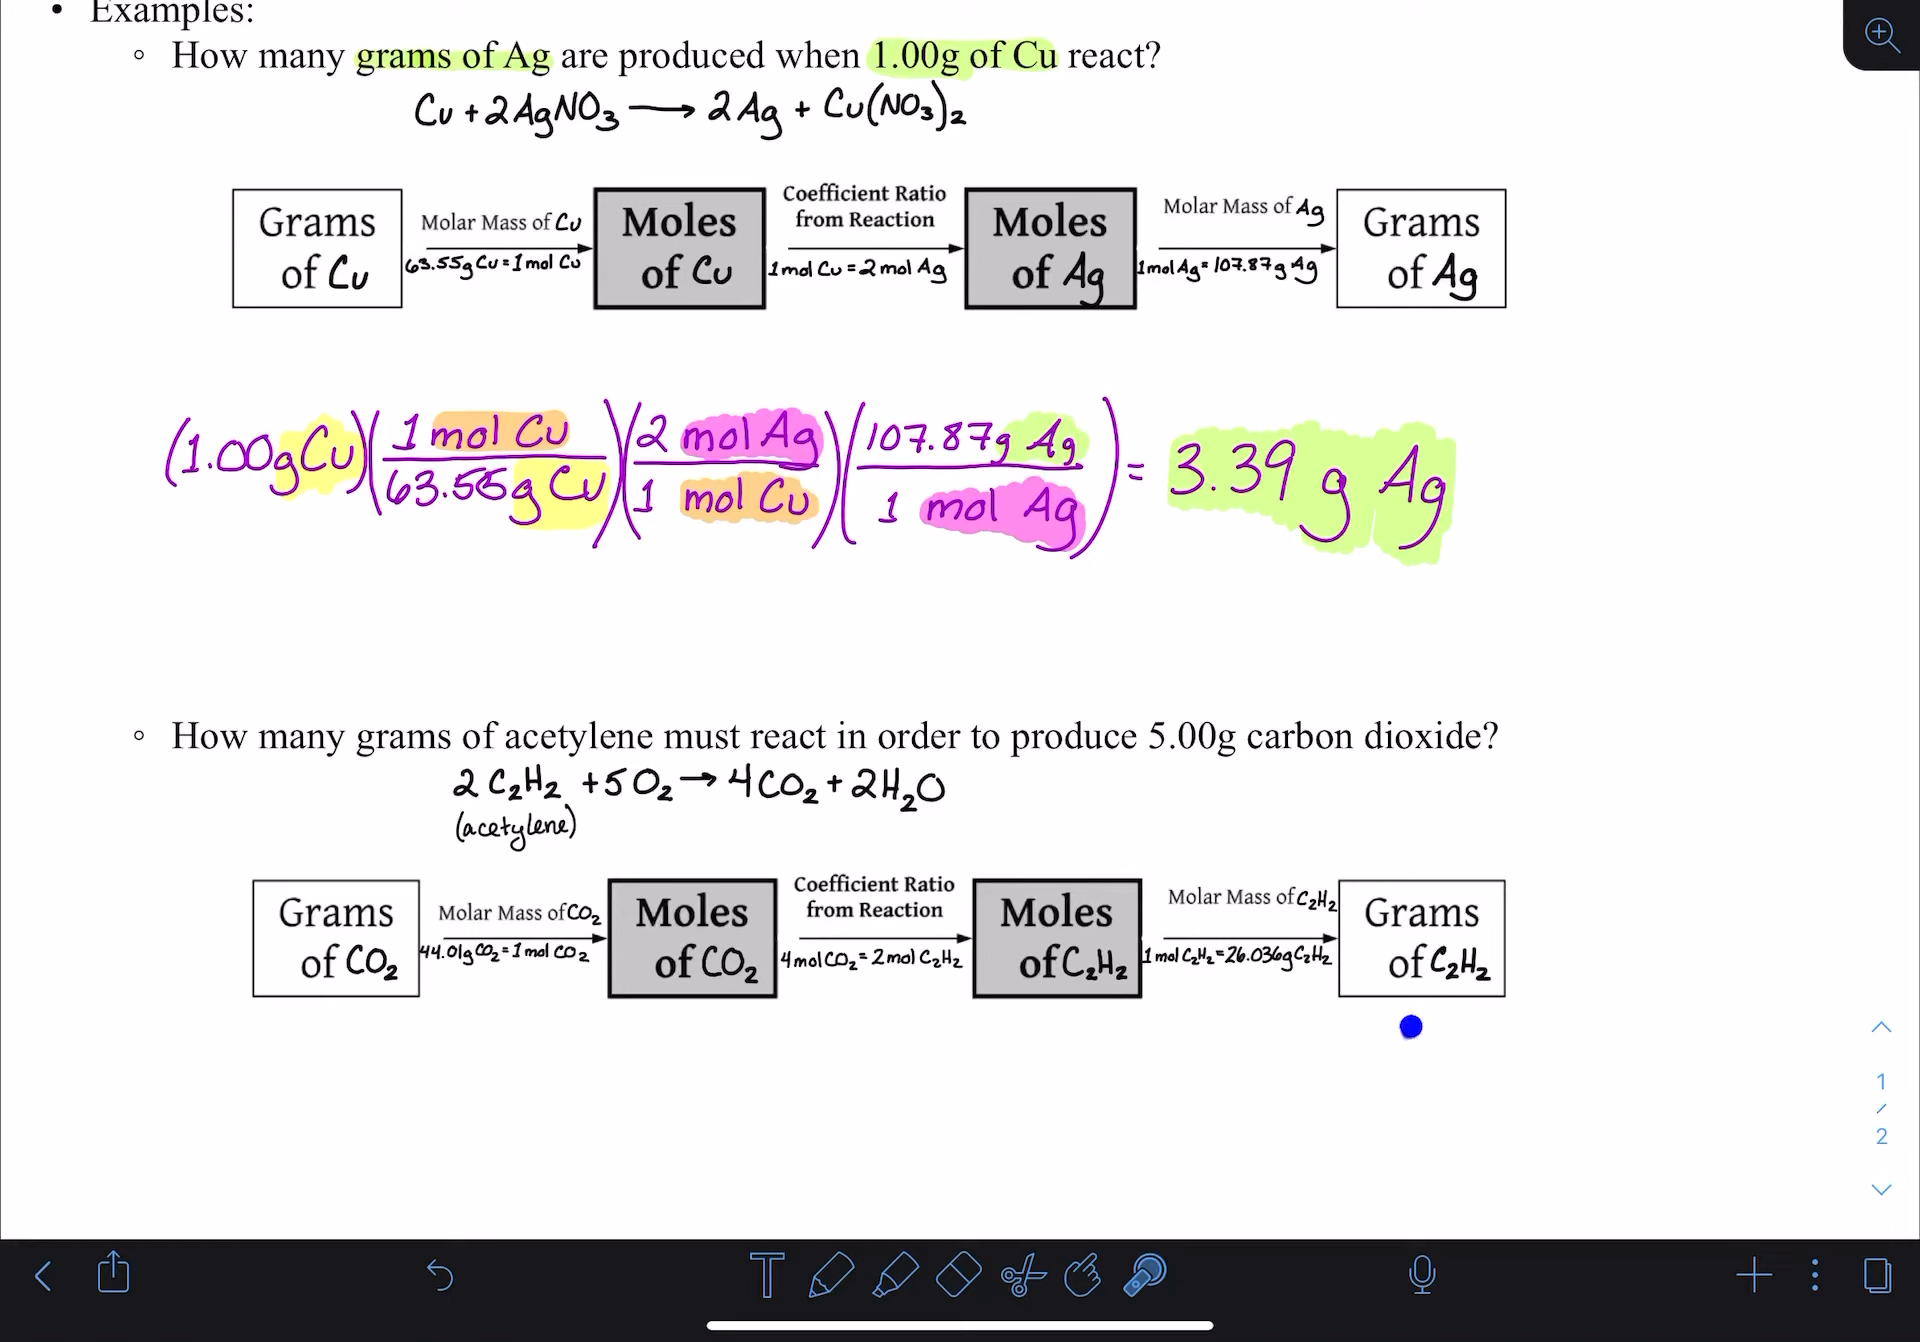 • Examples:
◦ How many grams of Ag are produced when 1.00g of Cu react?
Cu + 2AgNO₃ → 2Ag + Cu(NO₃)₂
Grams of Cu
Molar Mass of Cu
63.55g Cu = 1 mol Cu
Moles of Cu
Coefficient Ratio from Reaction
1 mol Cu = 2 mol Ag
Moles of Ag
Molar Mass of Ag
1 mol Ag = 107.87g Ag
Grams of Ag
(1.00g Cu)(1 mol Cu / 63.55g Cu)(2 mol Ag / 1 mol Cu)(107.87g Ag / 1 mol Ag) = 3.39 g Ag
◦ How many grams of acetylene must react in order to produce 5.00g carbon dioxide?
2C₂H₂ + 5O₂ → 4CO₂ + 2H₂O
(acetylene)
Grams of CO₂
Molar Mass of CO₂
44.01g CO₂ = 1 mol CO₂
Moles of CO₂
Coefficient Ratio from Reaction
4 mol CO₂ = 2 mol C₂H₂
Moles of C₂H₂
Molar Mass of C₂H₂
1 mol C₂H₂ = 26.036g C₂H₂
Grams of C₂H₂
1
/
2
T